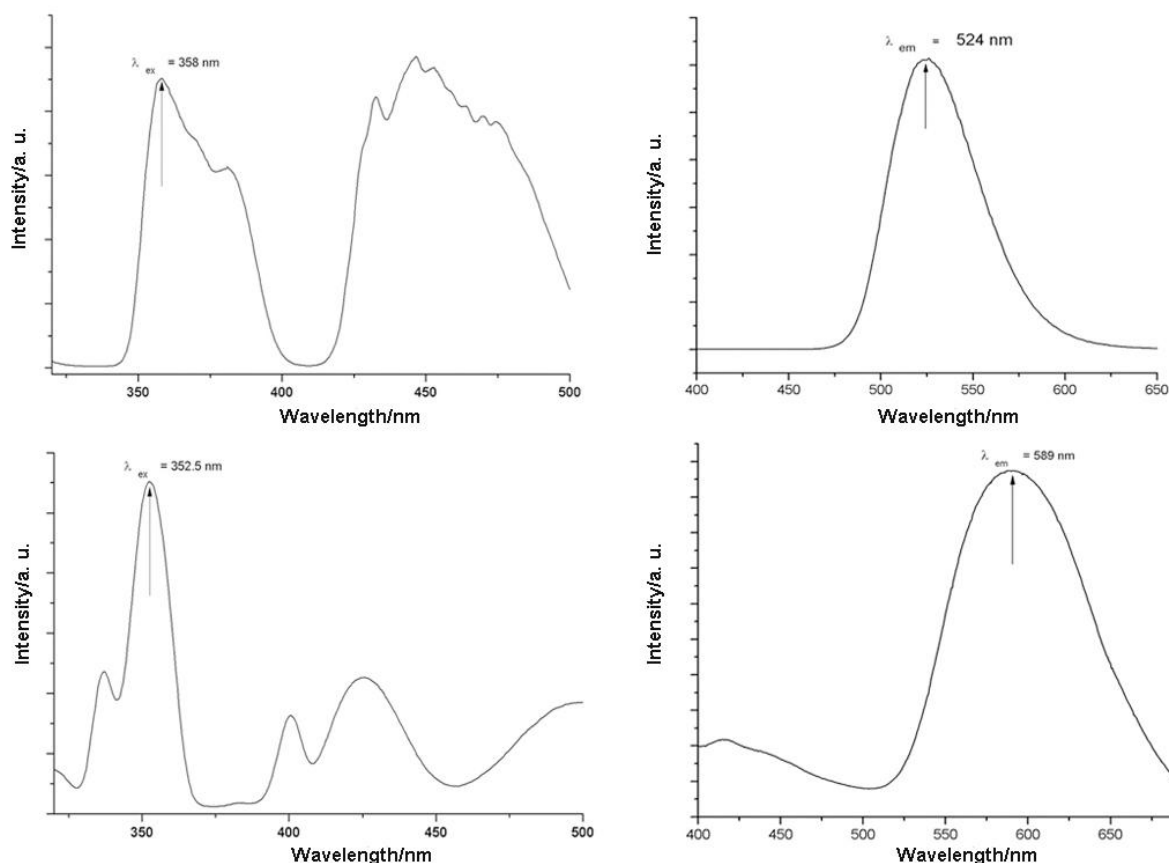 λ ex = 358 nm
Intensity/a. u.
350 400 450 500
Wavelength/nm
λ em = 524 nm
Intensity/a. u.
400 450 500 550 600 650
Wavelength/nm
λ ex = 352.5 nm
Intensity/a. u.
350 400 450 500
Wavelength/nm
λ em = 589 nm
Intensity/a. u.
400 450 500 550 600 650
Wavelength/nm